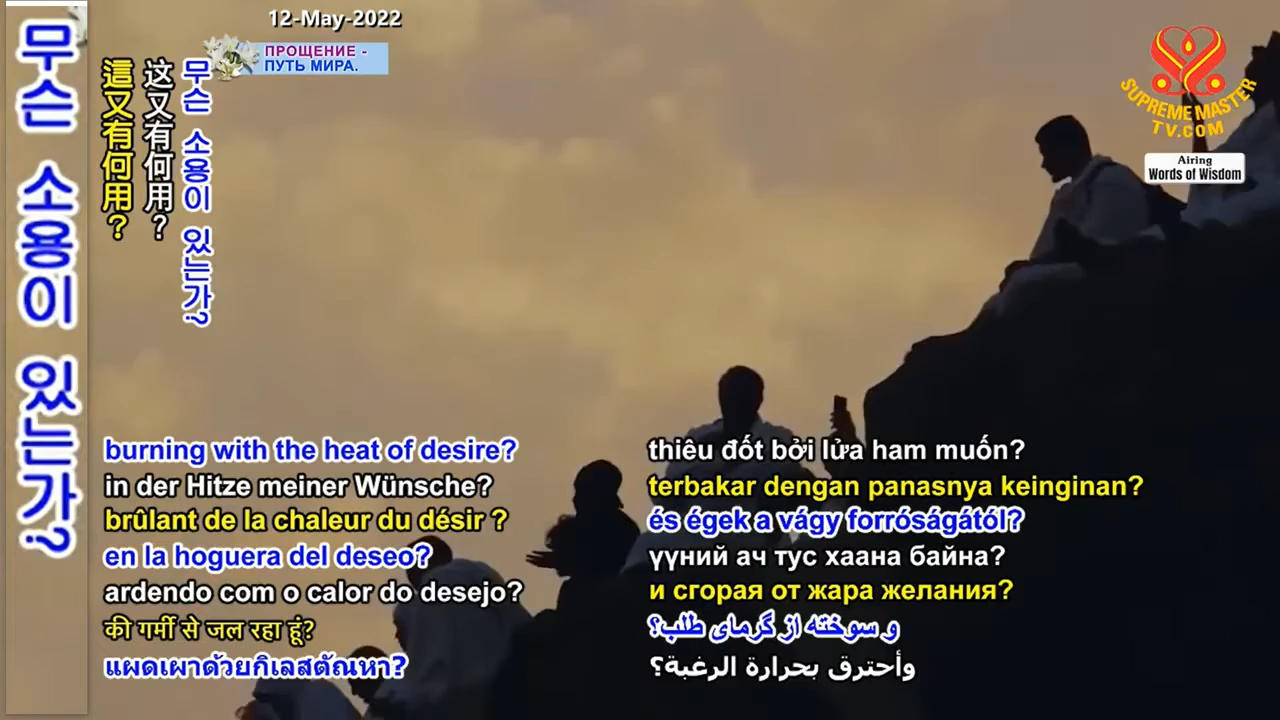 12-May-2022
ПРОЩЕНИЕ -
ПУТЬ МИРА.
SUPREME MASTER
TV.COM
Airing
Words of Wisdom
무슨 소용이 있는가?
這又有何用？
这又有何用？
무슨 소용이 있는가?
burning with the heat of desire?
in der Hitze meiner Wünsche?
brûlant de la chaleur du désir ?
en la hoguera del deseo?
ardendo com o calor do desejo?
की गर्मी से जल रहा हूं?
แผดเผาด้วยกิเลสตัณหา?
thiêu đốt bởi lửa ham muốn?
terbakar dengan panasnya keinginan?
és égek a vágy forróságától?
үүний ач тус хаана байна?
и сгорая от жара желания?
و سوخته از گرمای طلب؟
وأحترق بحرارة الرغبة؟